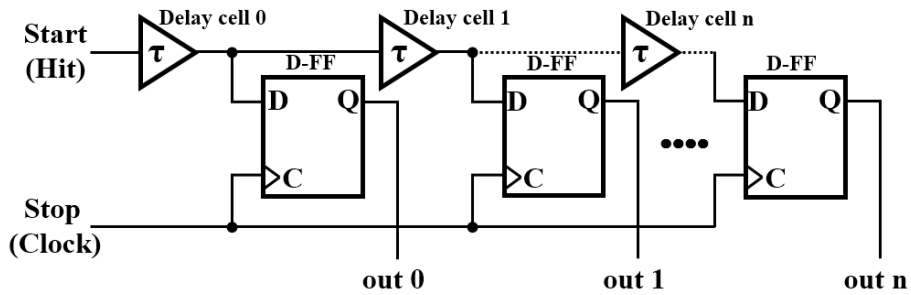 Delay cell 0
Delay cell 1
Delay cell n
Start
(Hit)
τ
τ
τ
D-FF
D-FF
D-FF
D
Q
D
Q
D
Q
C
C
C
Stop
(Clock)
out 0
out 1
out n